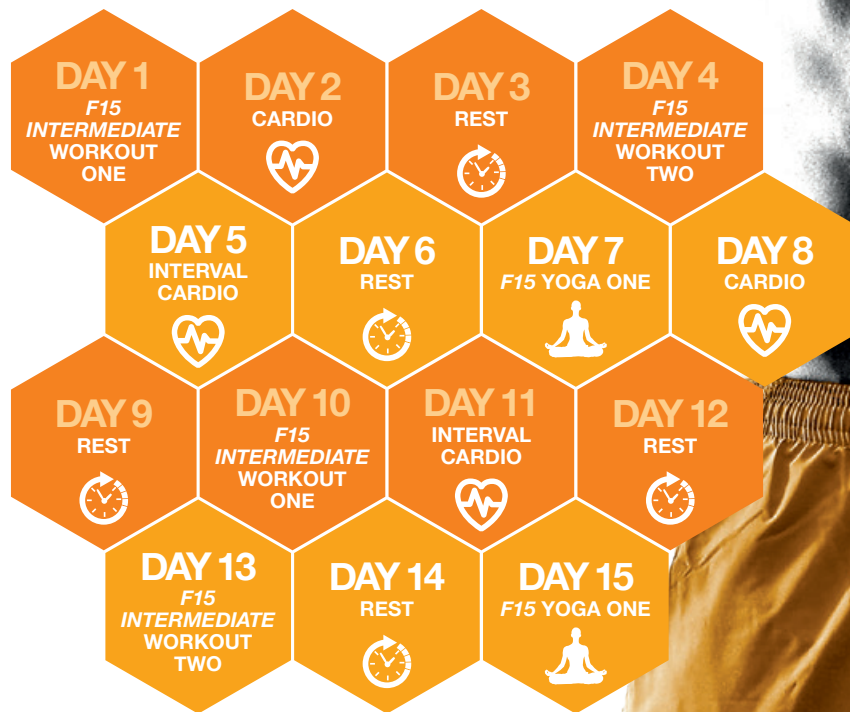 DAY 1
F15
INTERMEDIATE
WORKOUT
ONE
DAY 2
CARDIO
DAY 3
REST
DAY 4
F15
INTERMEDIATE
WORKOUT
TWO
DAY 5
INTERVAL
CARDIO
DAY 6
REST
DAY 7
F15 YOGA ONE
DAY 8
CARDIO
DAY 9
REST
DAY 10
F15
INTERMEDIATE
WORKOUT
ONE
DAY 11
INTERVAL
CARDIO
DAY 12
REST
DAY 13
F15
INTERMEDIATE
WORKOUT
TWO
DAY 14
REST
DAY 15
F15 YOGA ONE